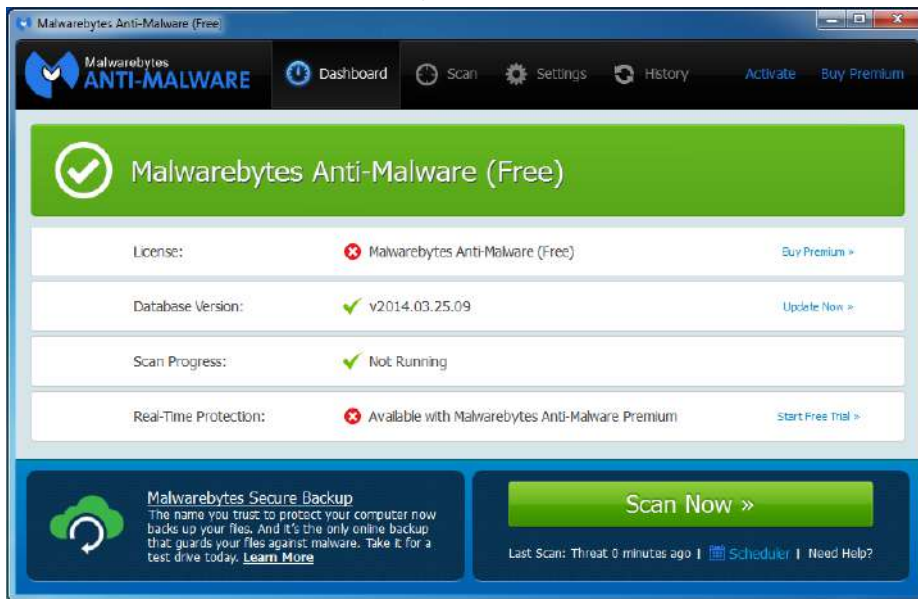 Malwarebytes Anti-Malware (Free)
Malwarebytes
ANTI-MALWARE
Dashboard Scan Settings History Activate Buy Premium
Malwarebytes Anti-Malware (Free)
License: Malwarebytes Anti-Malware (Free) Buy Premium »
Database Version: v2014.03.25.09 Update Now »
Scan Progress: Not Running
Real-Time Protection: Available with Malwarebytes Anti-Malware Premium Start Free Trial »
Malwarebytes Secure Backup
The name you trust to protect your computer now
backs up your files. And it's the only online backup
that guards your files against malware. Take it for a
test drive today. Learn More
Scan Now »
Last Scan: Threat 0 minutes ago | Scheduler | Need Help?